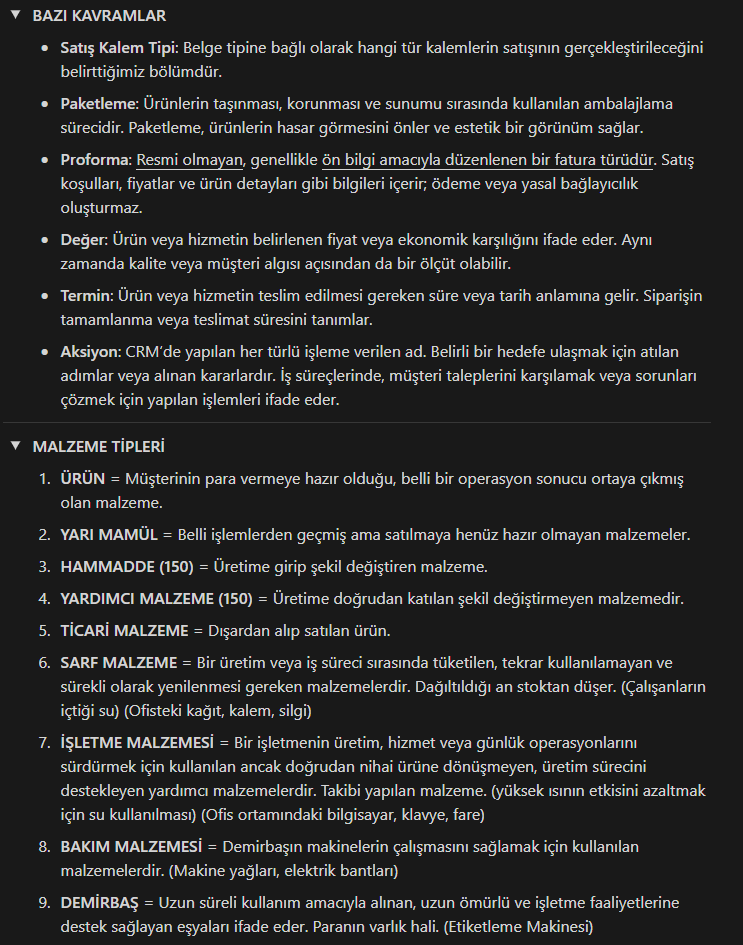 BAZI KAVRAMLAR
Satış Kalem Tipi: Belge tipine bağlı olarak hangi tür kalemlerin satışının gerçekleştirileceğini
belirttiğimiz bölümdür.
Paketleme: Ürünlerin taşınması, korunması ve sunumu sırasında kullanılan ambalajlama
sürecidir. Paketleme, ürünlerin hasar görmesini önler ve estetik bir görünüm sağlar.
Proforma: Resmi olmayan, genellikle ön bilgi amacıyla düzenlenen bir fatura türüdür. Satış
koşulları, fiyatlar ve ürün detayları gibi bilgileri içerir; ödeme veya yasal bağlayıcılık
oluşturmaz.
Değer: Ürün veya hizmetin belirlenen fiyat veya ekonomik karşılığını ifade eder. Aynı
zamanda kalite veya müşteri algısı açısından da bir ölçüt olabilir.
Termin: Ürün veya hizmetin teslim edilmesi gereken süre veya tarih anlamına gelir. Siparişin
tamamlanma veya teslimat süresini tanımlar.
Aksiyon: CRM'de yapılan her türlü işleme verilen ad. Belirli bir hedefe ulaşmak için atılan
adımlar veya alınan kararlardır. İş süreçlerinde, müşteri taleplerini karşılamak veya sorunları
çözmek için yapılan işlemleri ifade eder.
MALZEME TİPLERİ
1. ÜRÜN = Müşterinin para vermeye hazır olduğu, belli bir operasyon sonucu ortaya çıkmış
olan malzeme.
2. YARI MAMÜL = Belli işlemlerden geçmiş ama satılmaya henüz hazır olmayan malzemeler.
3. HAMMADDE (150) = Üretime girip şekil değiştiren malzeme.
4. YARDIMCI MALZEME (150) = Üretime doğrudan katılan şekil değiştirmeyen malzemedir.
5. TİCARİ MALZEME = Dışardan alıp satılan ürün.
6. SARF MALZEME = Bir üretim veya iş süreci sırasında tüketilen, tekrar kullanılamayan ve
sürekli olarak yenilenmesi gereken malzemelerdir. Dağıltıldığı an stoktan düşer. (Çalışanların
içtiği su) (Ofisteki kağıt, kalem, silgi)
7. İŞLETME MALZEMESİ = Bir işletmenin üretim, hizmet veya günlük operasyonlarını
sürdürmek için kullanılan ancak doğrudan nihai ürüne dönüşmeyen, üretim sürecini
destekleyen yardımcı malzemelerdir. Takibi yapılan malzeme. (yüksek ısının etkisini azaltmak
için su kullanılması) (Ofis ortamındaki bilgisayar, klavye, fare)
8. BAKIM MALZEMESİ = Demirbaşın makinelerin çalışmasını sağlamak için kullanılan
malzemelerdir. (Makine yağları, elektrik bantları)
9. DEMİRBAŞ = Uzun süreli kullanım amacıyla alınan, uzun ömürlü ve işletme faaliyetlerine
destek sağlayan eşyaları ifade eder. Paranın varlık hali. (Etiketleme Makinesi)